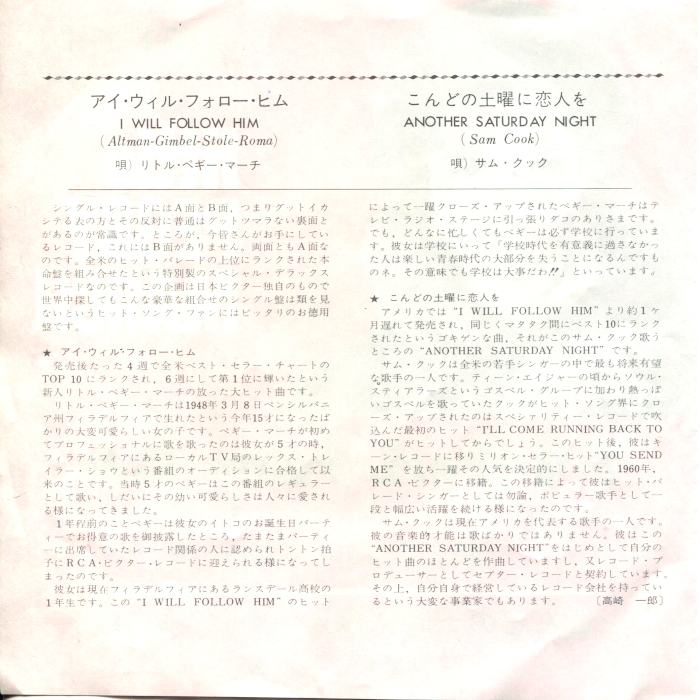 アイ・ウィル・フォロー・ヒム
I WILL FOLLOW HIM
(Altman-Gimbel-Stole-Roma)
唄）リトル・ペギー・マーチ
シングル・レコードにはA面とB面，つまりグットイカ
シテる表の方とその反対に普通はグットツマラない裏面と
があるのが常識です。ところが，今皆さんがお手にしてい
るレコード，これにはB面がありません。両面ともA面な
のです。全米のヒット・パレードの上位にランクされた本
命盤を組み合せたという特別製のスペシャル・デラックス
レコードなのです。この企画は日本ビクター独自のもので
世界中探してもこんな豪華な組合せのシングル盤は類を見
ないというヒット・ソング・ファンにはピッタリのお徳用
盤です。
★ アイ・ウィル・フォロー・ヒム
発売後たった4週で全米ベスト・セラー・チャートの
TOP 10 にランクされ，6週にして第1位に輝いたという
新人リトル・ペギー・マーチの放った大ヒット曲です。
リトル・ペギー・マーチは1948年3月8日ペンシルバニ
ア州フィラデルフィアで生れたという今年15才になったば
かりの大変可愛らしい女の子です。ペギー・マーチが初め
てプロフェッショナルに歌を歌ったのは彼女が5才の時，
フィラデルフィアにあるローカルTV局のレックス・トレ
イラー・ショウという番組のオーディションに合格して以
来のことです。当時5才のペギーはこの番組のレギュラー
として歌い，しだいにその幼い可愛らしさは人々に愛され
る様になってきました。
1年程前のことペギーは彼女のイトコのお誕生日パーテ
ィーでお得意の歌を御披露したところ，たまたまパーティ
ーに出席していたレコード関係の人に認められトントン拍
子にRCA・ビクター・レコードに迎えられる様になってし
まったのです。
彼女は現在フィラデルフィアにあるランスデール高校の
1年生です。この “I WILL FOLLOW HIM” のヒット
こんどの土曜に恋人を
ANOTHER SATURDAY NIGHT
(Sam Cook)
唄）サム・クック
によって一躍クローズ・アップされたペギー・マーチはテ
レビ・ラジオ・ステージに引っ張りダコのありさまです。
でも，どんなに忙しくてもペギーは必ず学校に行っていま
す。彼女は学校にいって「学校時代を有意義に過さなかっ
た人は楽しい青春時代の大部分を失うことになるんですも
のネ。その意味でも学校は大事だわ!!」といっています。
★ こんどの土曜に恋人を
アメリカでは “I WILL FOLLOW HIM” より約1ヶ
月遅れて発売され，同じくマタタク間にベスト10にランク
されたというゴキゲンな曲，それがこのサム・クック歌う
ところの “ANOTHER SATURDAY NIGHT” です。
サム・クックは全米の若手シンガーの中で最も将来有望
な歌手の一人です。ティーン・エイジャーの頃からソウル・
スティアラーズというゴスペル・グループに加わり熱っぽ
いゴスペルを歌っていたクックがヒット・ソング界にクロ
ーズ・アップされたのはスペシャリティー・レコードで吹
込んだ最初のヒット “I'LL COME RUNNING BACK TO
YOU” がヒットしてからでしょう。このヒット後，彼はキ
ーン・レコードに移りミリオン・セラー・ヒット“YOU SEND
ME” を放ち一躍その人気を決定的にしました。1960年，
RCA・ビクターに移籍。この移籍によって彼はヒット・パ
レード・シンガーとしては勿論，ポピュラー歌手として一
段と幅広い活躍を続ける様になったのです。
サム・クックは現在アメリカを代表する歌手の一人です。
彼の音楽的才能は歌ばかりではありません。彼はこの
“ANOTHER SATURDAY NIGHT”をはじめとして自分の
ヒット曲のほとんどを作曲していますし，又レコード・プ
ロデューサーとしてセプター・レコードと契約しています。
その上，自分自身で経営しているレコード会社を持ってい
るという大変な事業家でもあります。 〔高崎 一郎〕